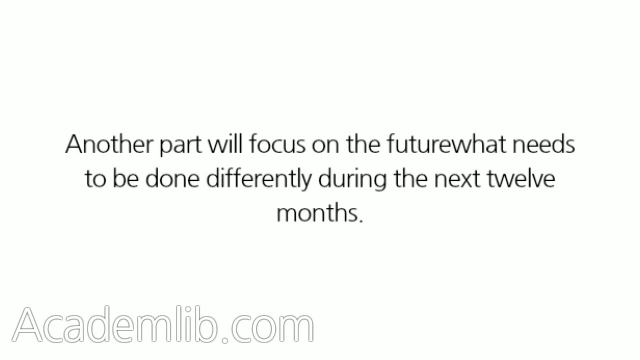 Another part will focus on the futurewhat needs
to be done differently during the next twelve
months.
Academlib.com